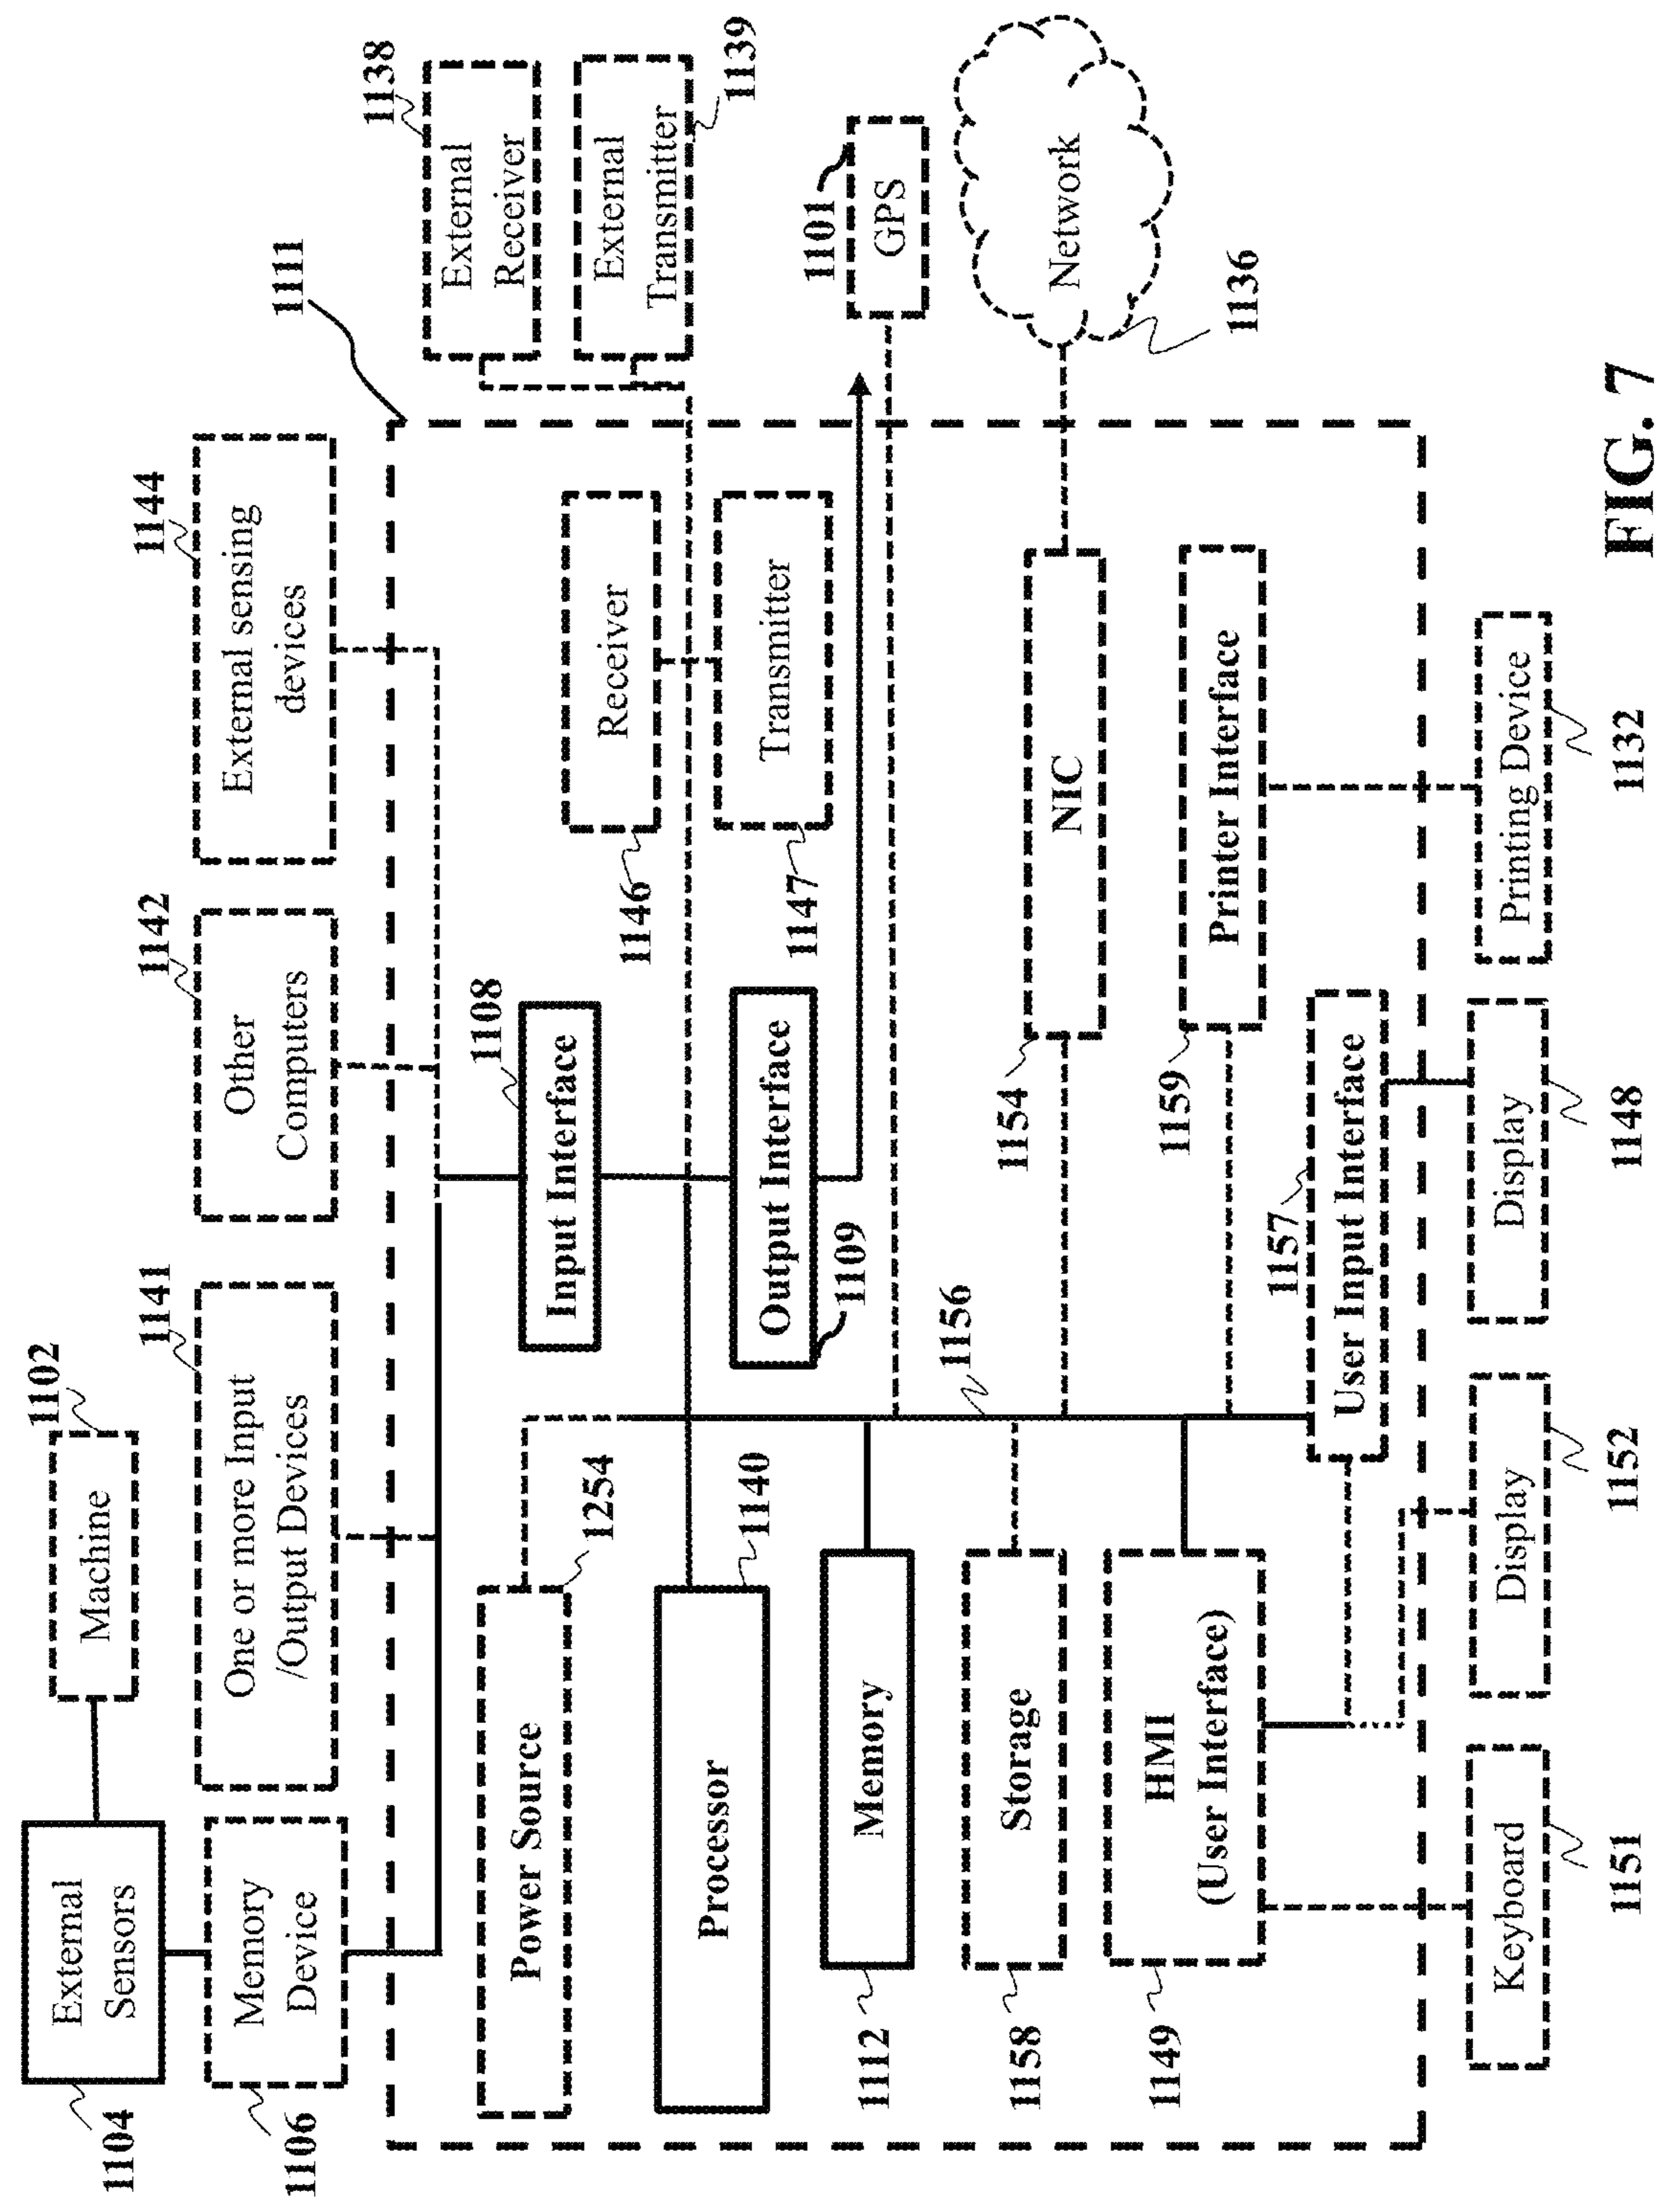 1104
External
Sensors
1102
Machine
1106
Memory
Device
1141
One or more Input
/Output Devices
1142
Other
Computers
1144
External sensing
devices
1111
1138
External
Receiver
External
Transmitter
1139
1108
Input Interface
Power Source
1254
1146
Receiver
Processor
1140
Output Interface
1109
1147
Transmitter
1101
GPS
1112
Memory
1156
1158
Storage
1154
NIC
Network
1136
1149
HMI
(User Interface)
1159
Printer Interface
1157
User Input Interface
Keyboard
1151
Display
1152
Display
1148
Printing Device
1132
FIG. 7